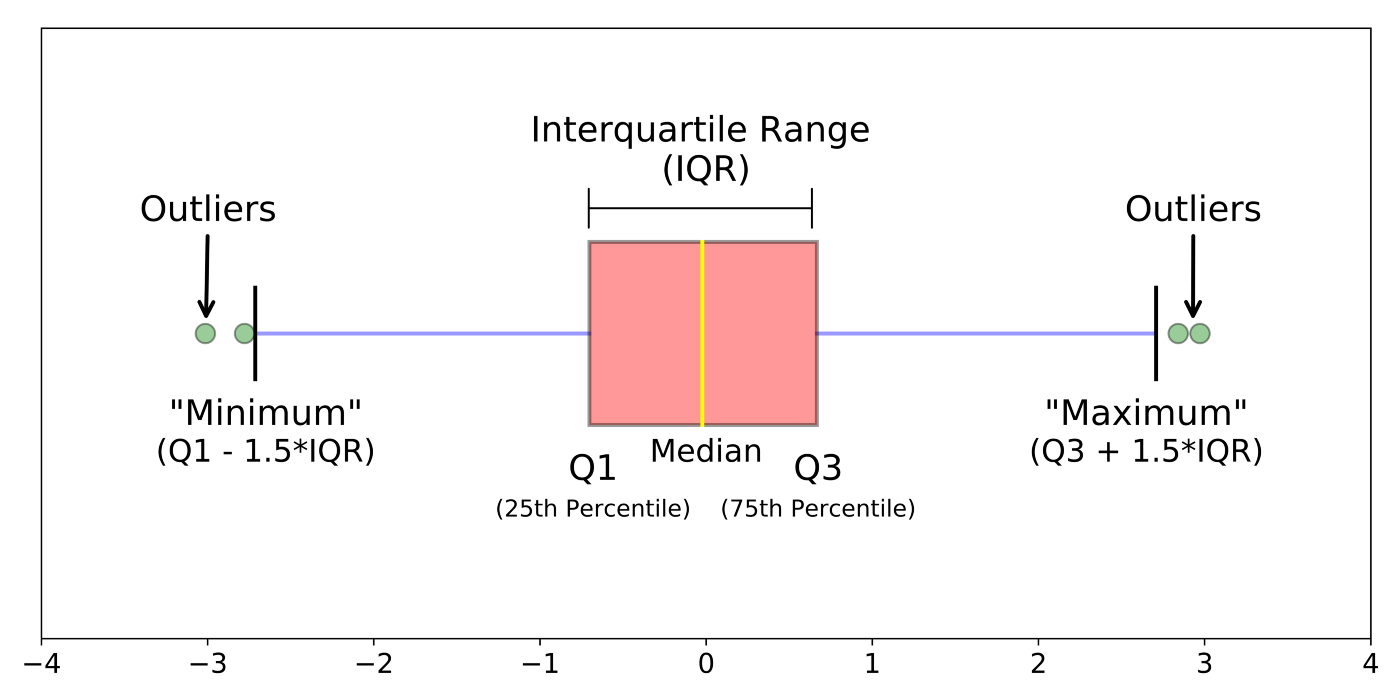 Interquartile Range
(IQR)
Outliers
Outliers
"Minimum"
(Q1 - 1.5*IQR)
"Maximum"
(Q3 + 1.5*IQR)
Median
Q1
Q3
(25th Percentile)
(75th Percentile)
−4 −3 −2 −1 0 1 2 3 4